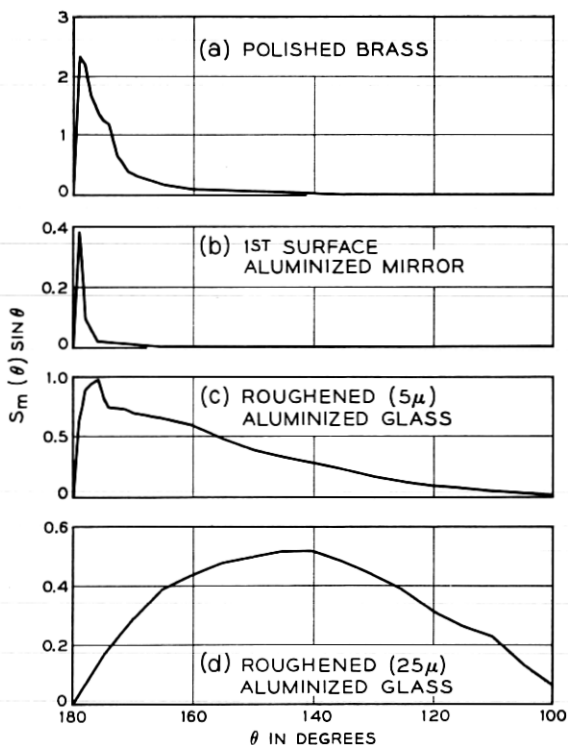 3
(a) POLISHED BRASS
2
1
0
0.4
(b) 1ST SURFACE
ALUMINIZED MIRROR
0.2
0
Sm (θ) SIN θ
1.0
(c) ROUGHENED (5μ)
ALUMINIZED GLASS
0.5
0
0.6
0.4
0.2
(d) ROUGHENED (25μ)
ALUMINIZED GLASS
0
180 160 140 120 100
θ IN DEGREES